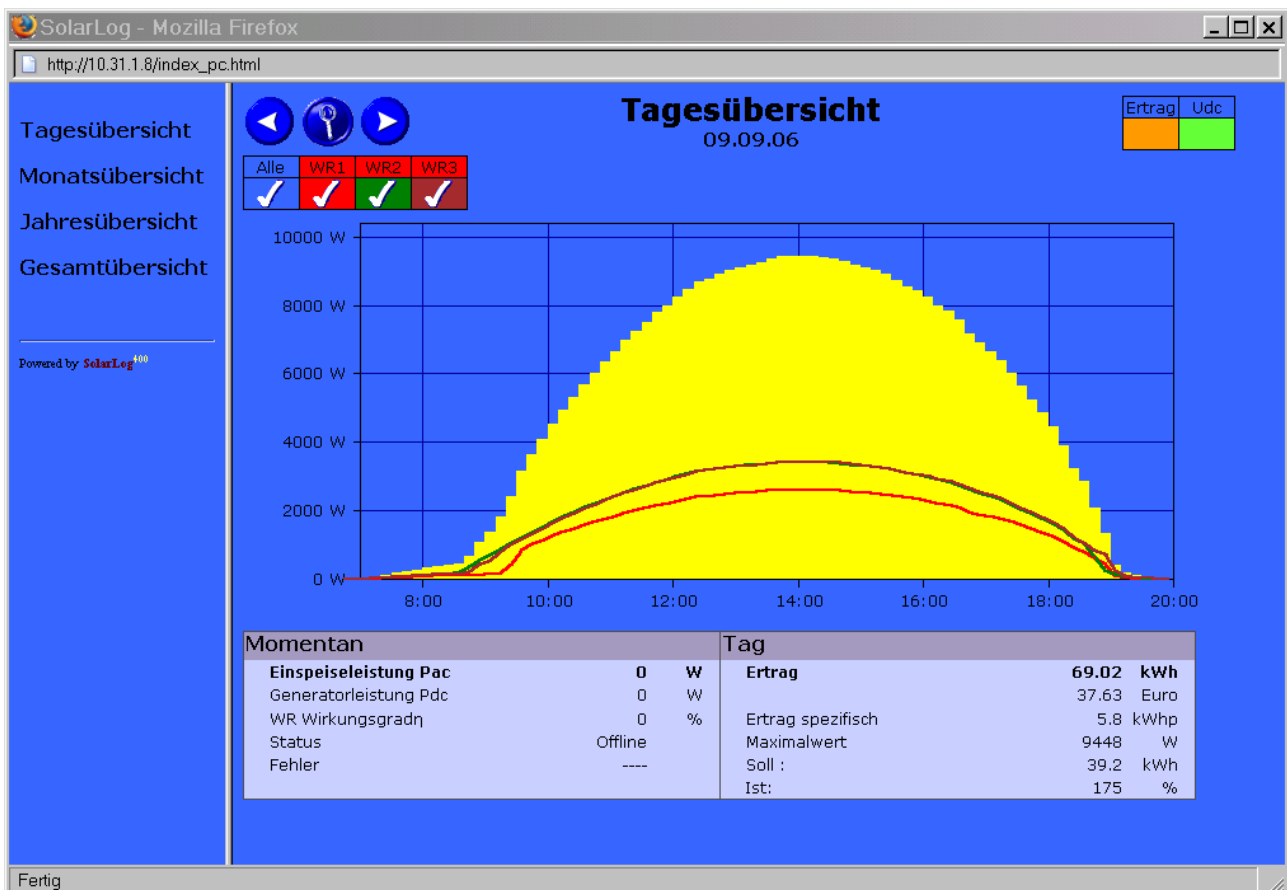 SolarLog - Mozilla Firefox
http://10.31.1.8/index_pc.html
Tagesübersicht
Monatsübersicht
Jahresübersicht
Gesamtübersicht
Powered by SolarLog400
Tagesübersicht
09.09.06
Ertrag Udc
Alle WR1 WR2 WR3
10000 W
8000 W
6000 W
4000 W
2000 W
0 W
8:00 10:00 12:00 14:00 16:00 18:00 20:00
Momentan
Einspeiseleistung Pac 0 W
Generatorleistung Pdc 0 W
WR Wirkungsgradη 0 %
Status Offline
Fehler ----
Tag
Ertrag 69.02 kWh
37.63 Euro
Ertrag spezifisch 5.8 kWhp
Maximalwert 9448 W
Soll : 39.2 kWh
Ist: 175 %
Fertig